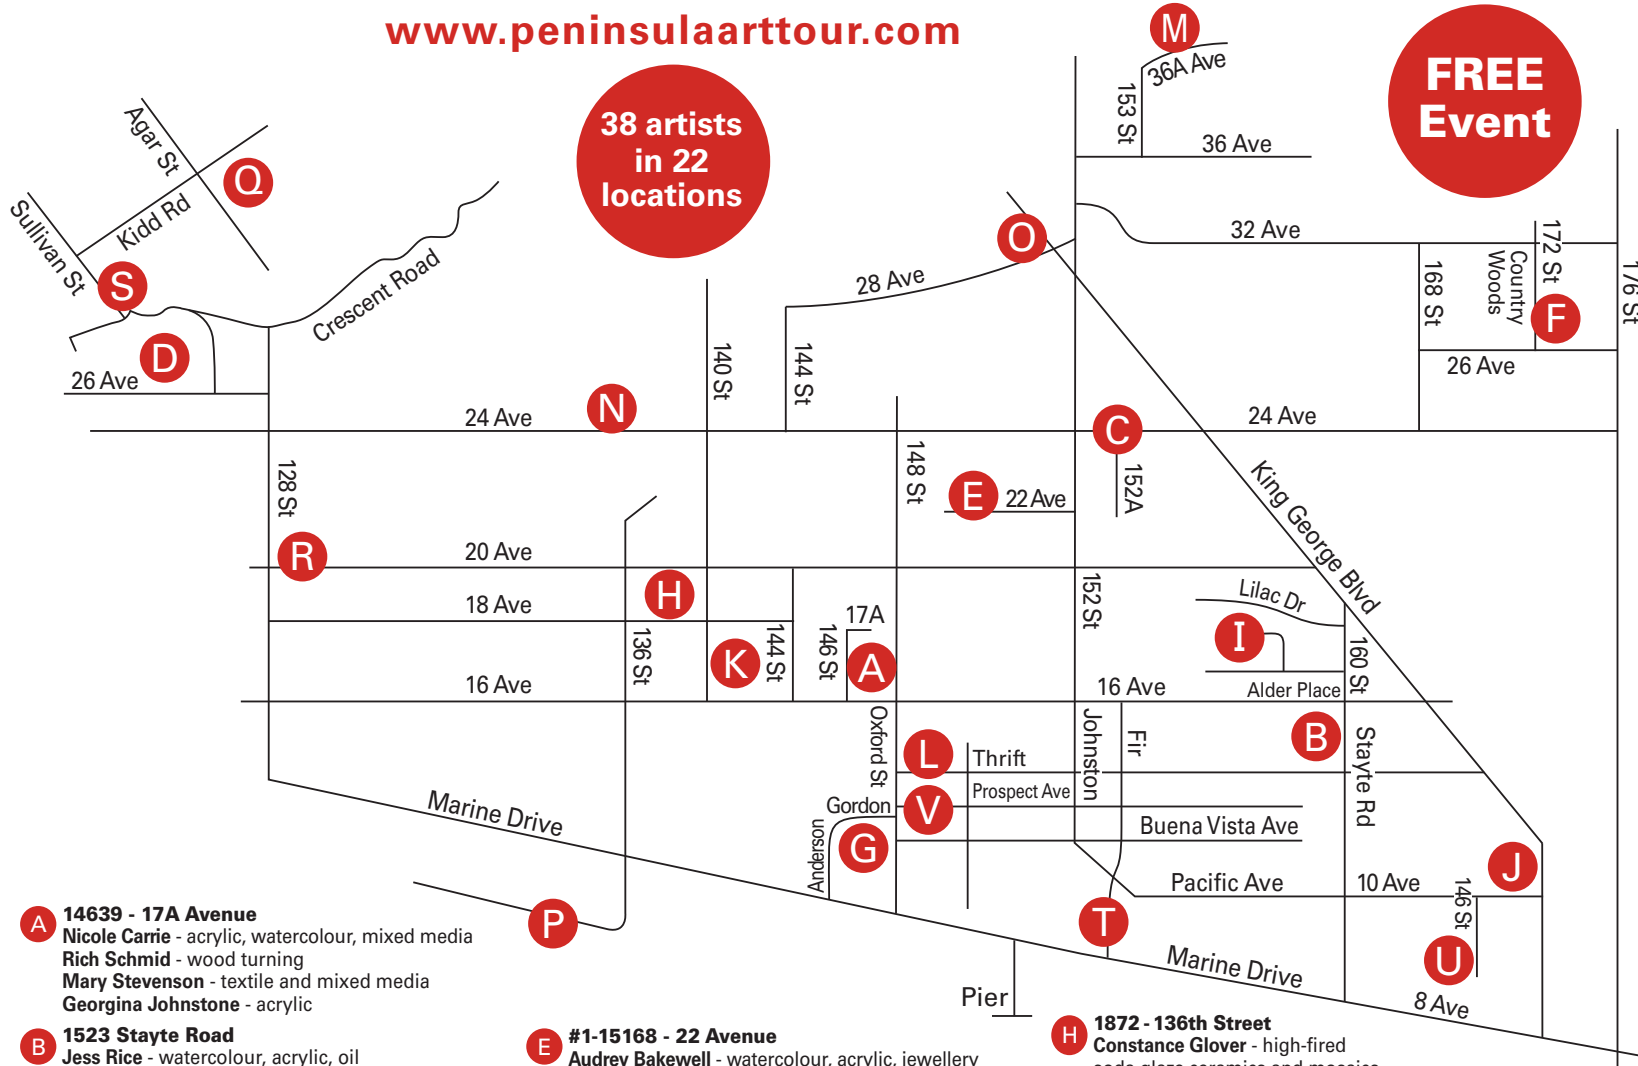 www.peninsulaarttour.com
38 artists
in 22
locations
FREE
Event
M
36A Ave
153 St
36 Ave
Agar St
Q
Kidd Rd
Sullivan St
S
D
26 Ave
Crescent Road
O
28 Ave
32 Ave
172 St
Country
Woods
168 St
176 St
F
26 Ave
140 St
144 St
N
24 Ave
C
24 Ave
128 St
148 St
E
22 Ave
152A
King George Blvd
R
20 Ave
H
18 Ave
136 St
K
144 St
146 St
17A
A
152 St
Lilac Dr
I
160 St
16 Ave
16 Ave
Alder Place
Oxford St
L
Thrift
Johnston
Fir
B
Stayte Rd
Prospect Ave
V
Gordon
Marine Drive
Anderson
G
Buena Vista Ave
J
Pacific Ave
10 Ave
146 St
P
T
U
Marine Drive
8 Ave
Pier
A
14639 - 17A Avenue
Nicole Carrie - acrylic, watercolour, mixed media
Rich Schmid - wood turning
Mary Stevenson - textile and mixed media
Georgina Johnstone - acrylic
B
1523 Stayte Road
Jess Rice - watercolour, acrylic, oil
E
#1-15168 - 22 Avenue
Audrey Bakewell - watercolour, acrylic, jewellery
H
1872 - 136th Street
Constance Glover - high-fired